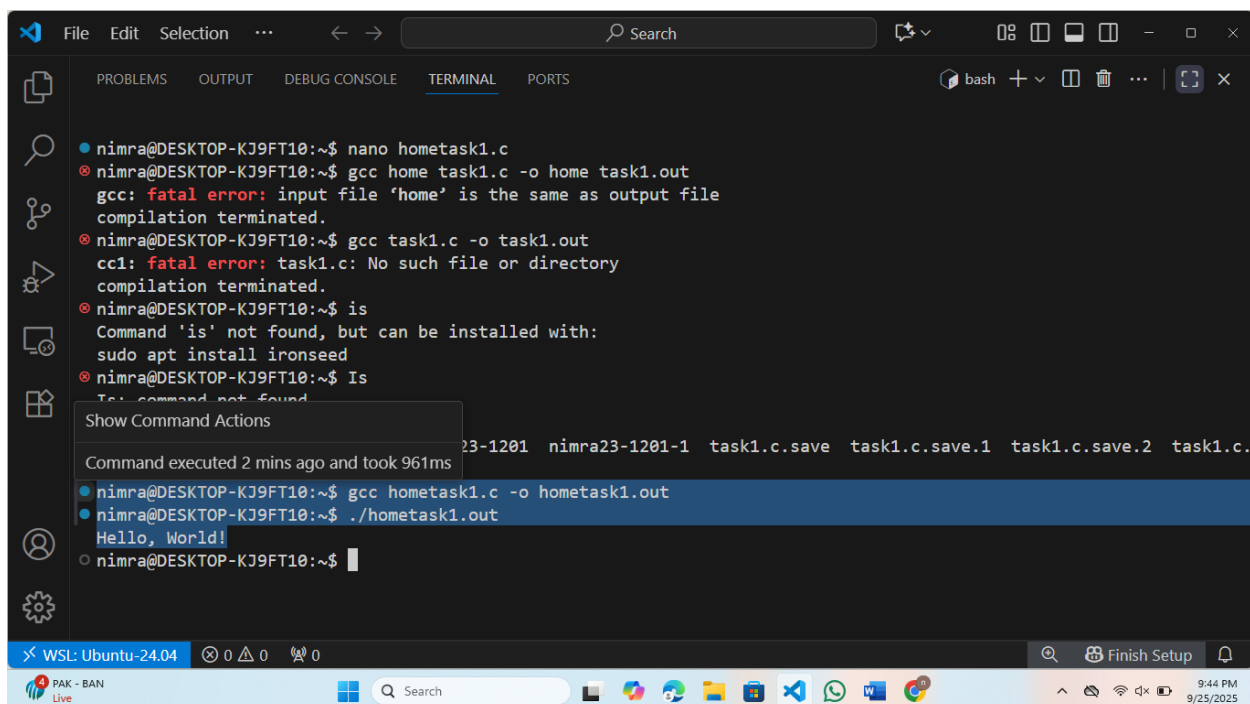 File Edit Selection ··· Search
PROBLEMS OUTPUT DEBUG CONSOLE TERMINAL PORTS bash
nimra@DESKTOP-KJ9FT10:~$ nano hometask1.c
nimra@DESKTOP-KJ9FT10:~$ gcc home task1.c -o home task1.out
gcc: fatal error: input file ‘home’ is the same as output file
compilation terminated.
nimra@DESKTOP-KJ9FT10:~$ gcc task1.c -o task1.out
cc1: fatal error: task1.c: No such file or directory
compilation terminated.
nimra@DESKTOP-KJ9FT10:~$ is
Command 'is' not found, but can be installed with:
sudo apt install ironseed
nimra@DESKTOP-KJ9FT10:~$ Is
Is: command not found
Show Command Actions
23-1201 nimra23-1201-1 task1.c.save task1.c.save.1 task1.c.save.2 task1.c.
Command executed 2 mins ago and took 961ms
nimra@DESKTOP-KJ9FT10:~$ gcc hometask1.c -o hometask1.out
nimra@DESKTOP-KJ9FT10:~$ ./hometask1.out
Hello, World!
nimra@DESKTOP-KJ9FT10:~$
WSL: Ubuntu-24.04 0 0 0 Finish Setup
4 PAK - BAN
Live
Search
9:44 PM
9/25/2025